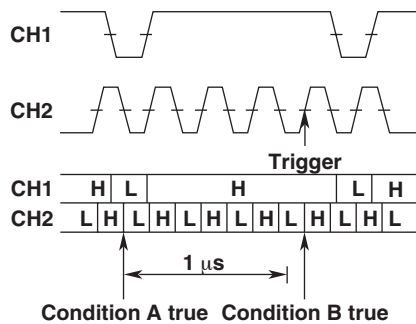 CH1
CH2
Trigger
CH1 H L H L H
CH2 L H L H L H L H L H L H L
1 μs
Condition A true Condition B true